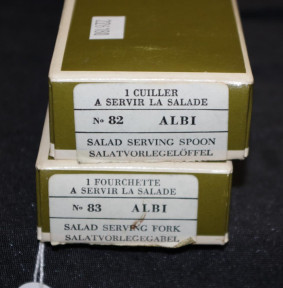 1 CUILLER
A SERVIR LA SALADE
No 82 ALBI
SALAD SERVING SPOON
SALATVORLEGELÖFFEL
1 FOURCHETTE
A SERVIR LA SALADE
No 83 ALBI
SALAD SERVING FORK
SALATVORLEGEGABEL